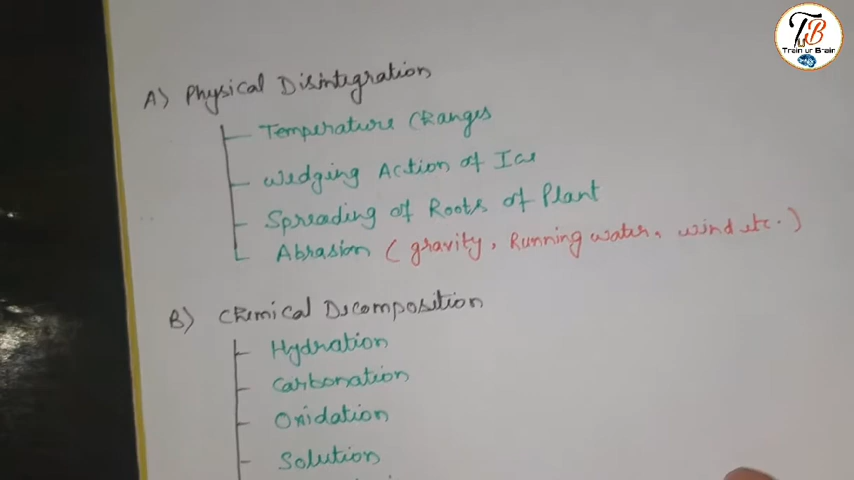 TuB
Train ur Brain
A) Physical Disintegration
Temperature Changes
Wedging Action of Ice
Spreading of Roots of Plant
Abrasion (gravity, Running water, wind etc.)
B) Chemical Decomposition
Hydration
Carbonation
Oxidation
Solution